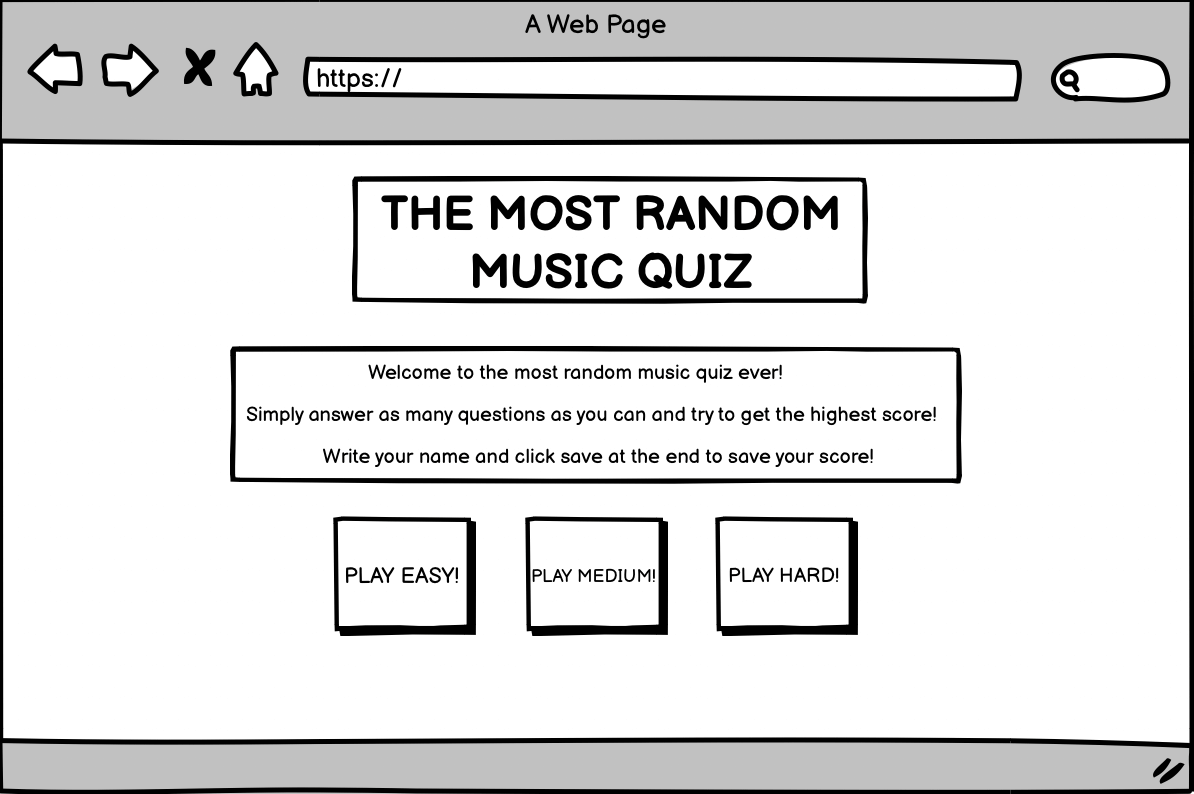 A Web Page
https://
THE MOST RANDOM
MUSIC QUIZ
Welcome to the most random music quiz ever!
Simply answer as many questions as you can and try to get the highest score!
Write your name and click save at the end to save your score!
PLAY EASY!
PLAY MEDIUM!
PLAY HARD!